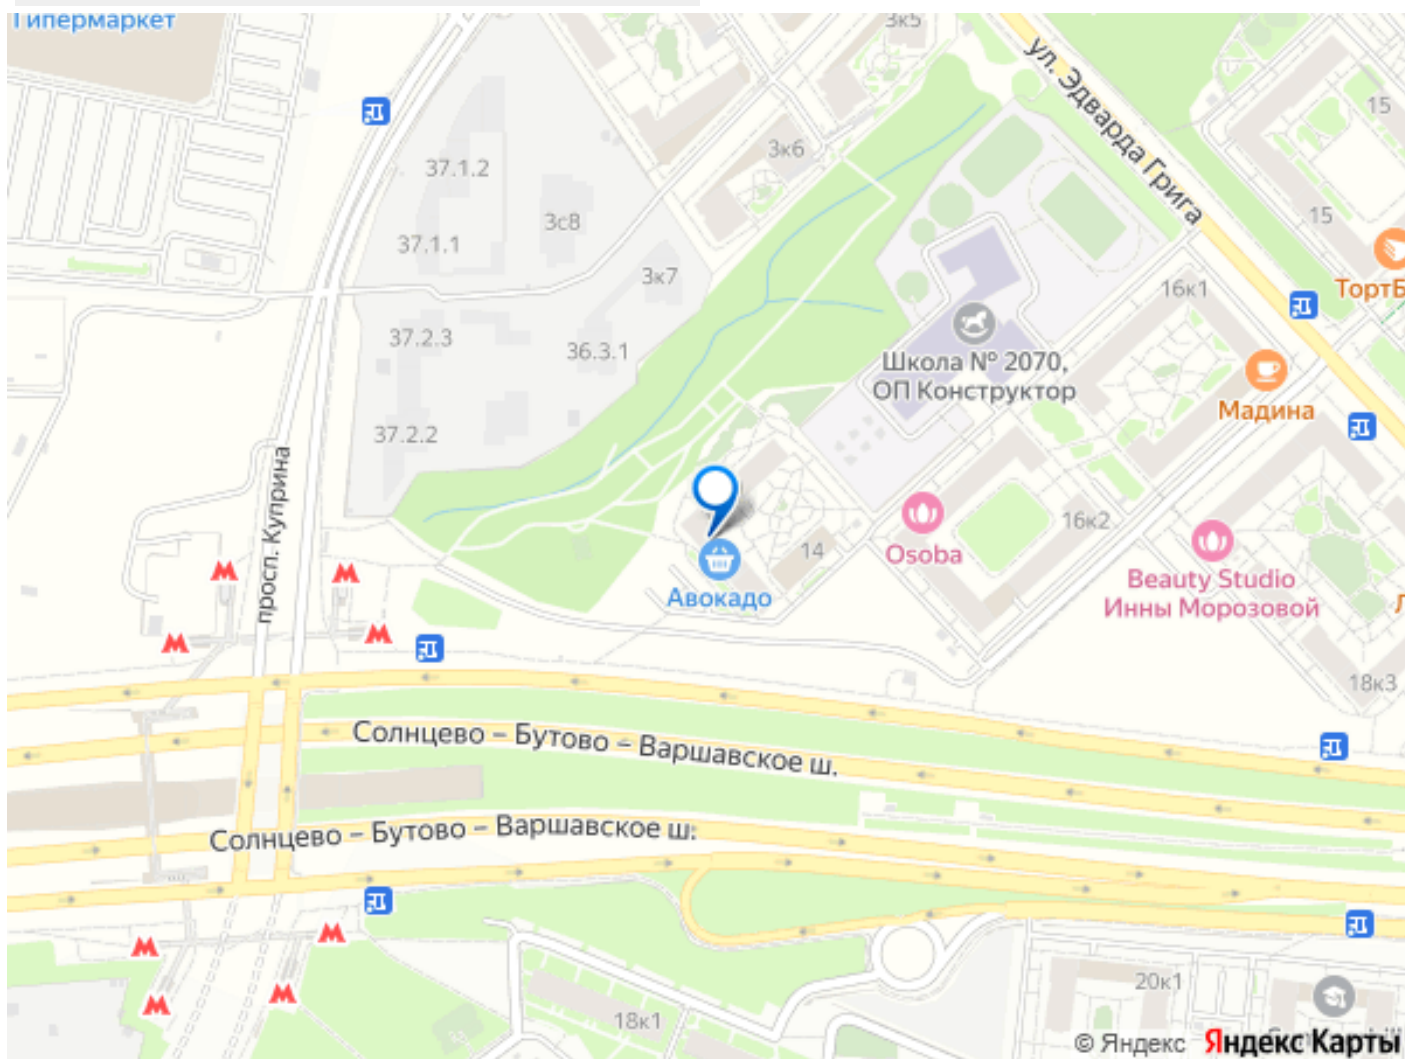 Гипермаркет
3к5
ул. Эдварда Грига
15
3к6
37.1.2
15
3с8
37.1.1
3к7
16к1
ТортБ
37.2.3
36.3.1
Школа № 2070,
ОП Конструктор
Мадина
37.2.2
просп. Куприна
16к2
14
Osoba
Авокадо
Beauty Studio
Инны Морозовой
18к3
Солнцево – Бутово – Варшавское ш.
Солнцево – Бутово – Варшавское ш.
20к1
18к1
© Яндекс Яндекс Карты